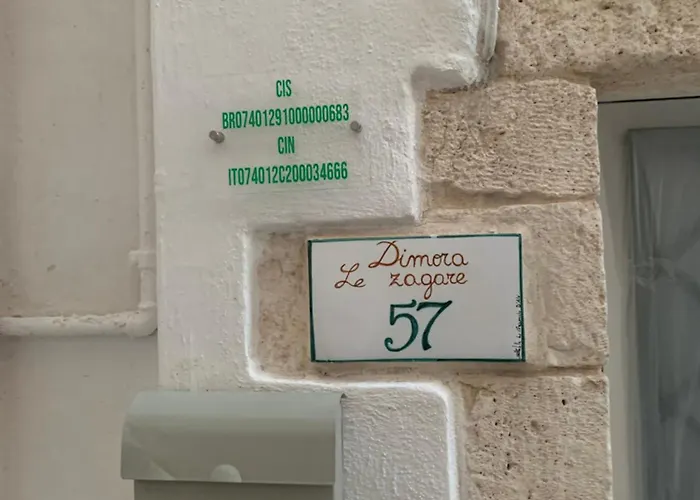 CIS
BR07401291000000683
CIN
IT074012C200034666
Dimora
Le zagare
57